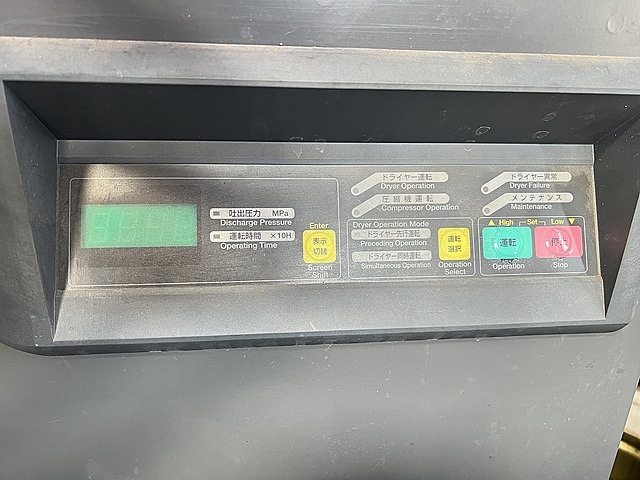 吐出圧力 MPa
Discharge Pressure
運転時間 ×10H
Operating Time
Enter
表示
切替
Screen
Shift
ドライヤー運転
Dryer Operation
圧縮機運転
Compressor Operation
Dryer Operation Mode
ドライヤー先行運転
Preceding Operation
ドライヤー同時運転
Simultaneous Operation
運転
選択
Operation
Select
ドライヤー異常
Dryer Failure
メンテナンス
Maintenance
▲ High Set Low ▼
運転
Operation
停止
Stop